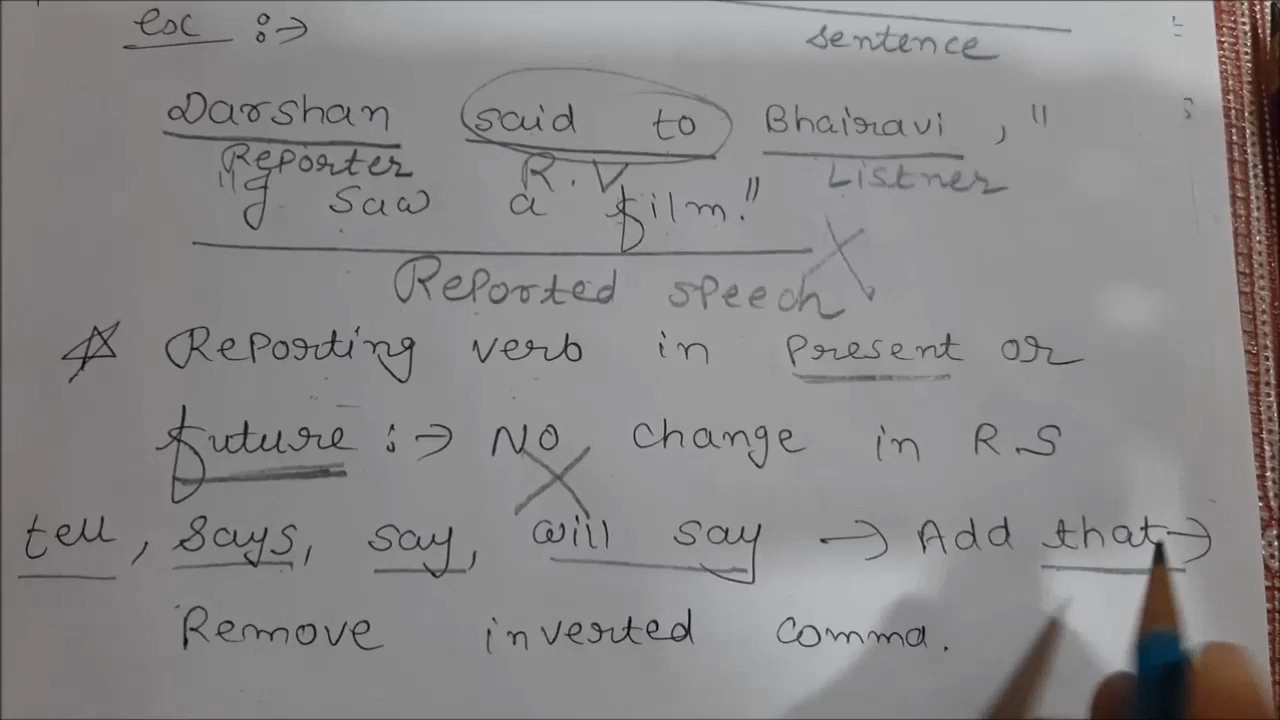 esc :→
sentence
Darshan said to Bhairavi , "
Reporter R.V Listner
"I saw a film."
Reported speech
☆ Reporting verb in Present or
future :→ No change in R.S
tell, says, say, will say → Add that →
Remove inverted comma.